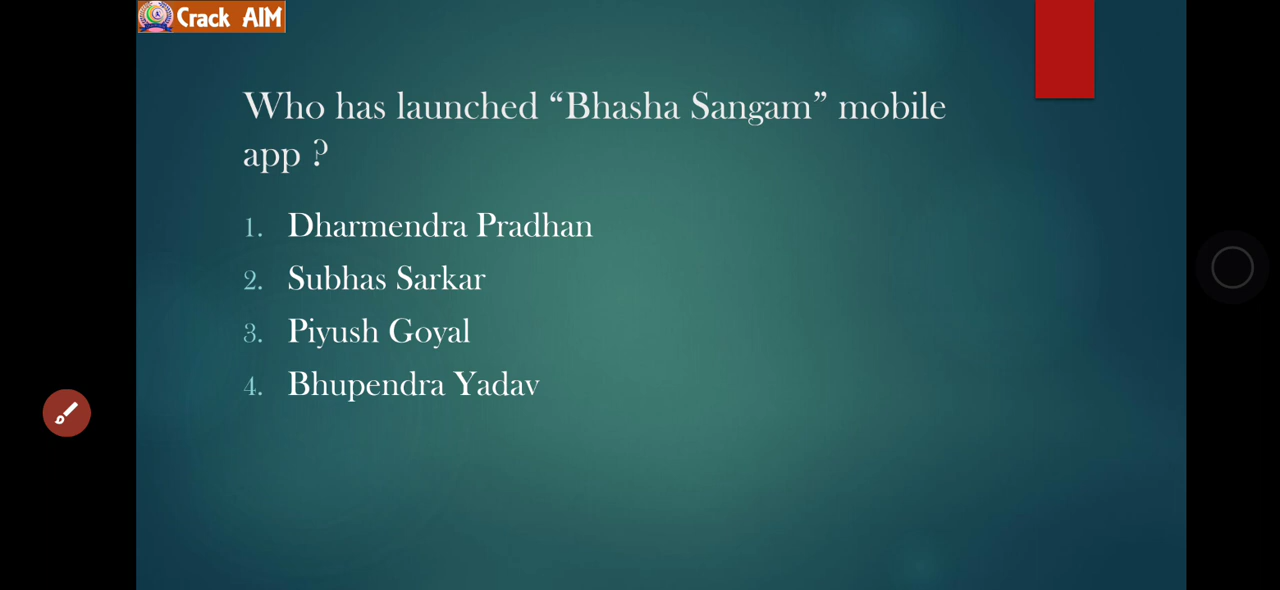 Crack AIM
Who has launched “Bhasha Sangam” mobile
app ?
1. Dharmendra Pradhan
2. Subhas Sarkar
3. Piyush Goyal
4. Bhupendra Yadav